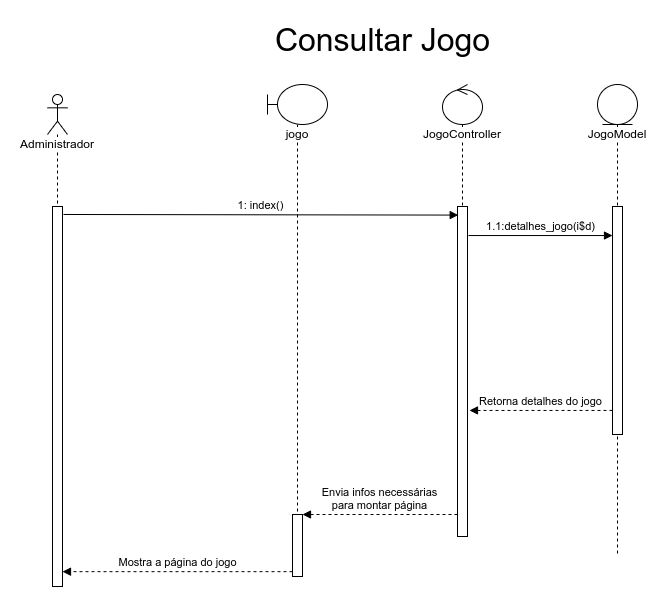 Consultar Jogo
Administrador
jogo
JogoController
JogoModel
1: index()
1.1:detalhes_jogo(i$d)
Retorna detalhes do jogo
Envia infos necessárias
para montar página
Mostra a página do jogo